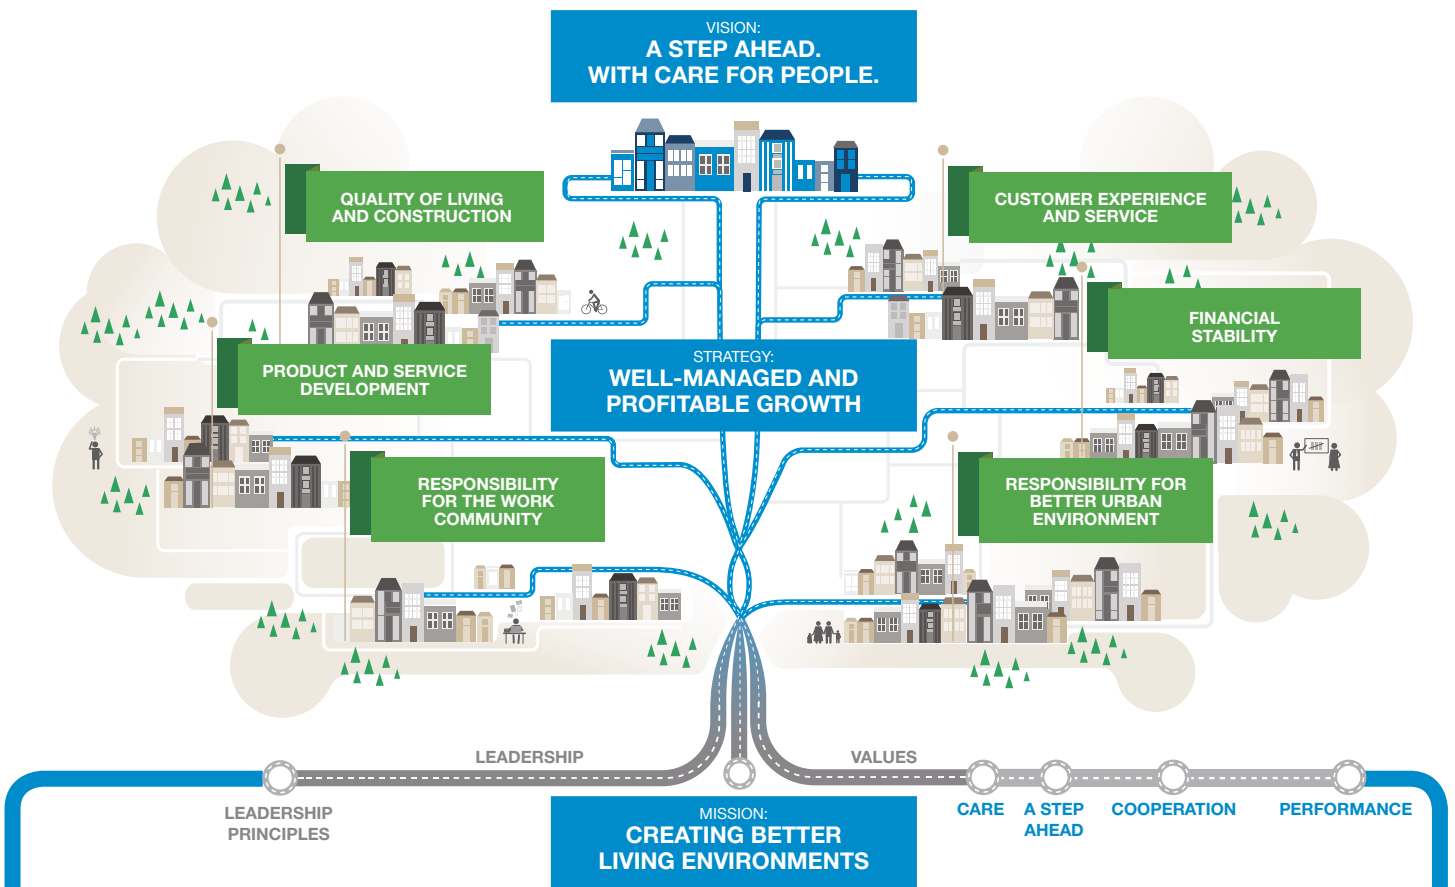 VISION:
A STEP AHEAD.
WITH CARE FOR PEOPLE.
QUALITY OF LIVING
AND CONSTRUCTION
CUSTOMER EXPERIENCE
AND SERVICE
FINANCIAL
STABILITY
PRODUCT AND SERVICE
DEVELOPMENT
STRATEGY:
WELL-MANAGED AND
PROFITABLE GROWTH
RESPONSIBILITY
FOR THE WORK
COMMUNITY
RESPONSIBILITY FOR
BETTER URBAN
ENVIRONMENT
LEADERSHIP
VALUES
LEADERSHIP
PRINCIPLES
MISSION:
CREATING BETTER
LIVING ENVIRONMENTS
CARE
A STEP
AHEAD
COOPERATION
PERFORMANCE